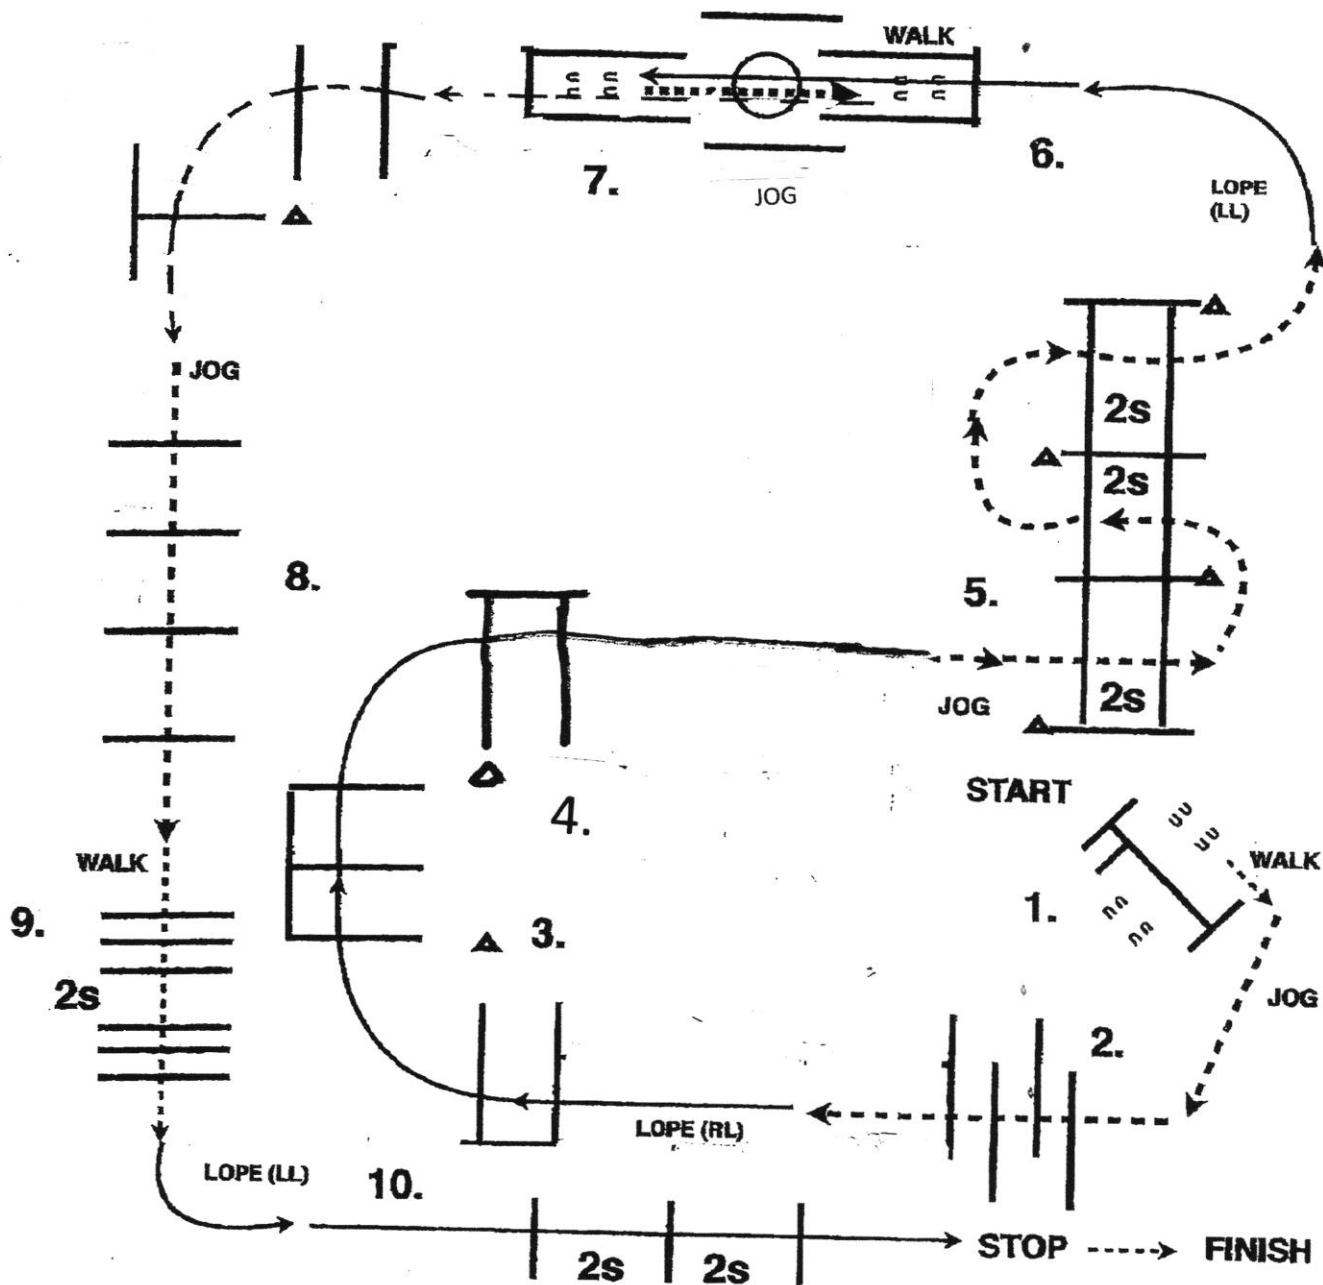 WALK
6.
7.
JOG
LOPE
(LL)
JOG
2s
2s
8.
5.
JOG
2s
START
4.
WALK
WALK
9.
3.
1.
2s
JOG
2.
LOPE (RL)
LOPE (LL)
10.
STOP
FINISH
2s
2s